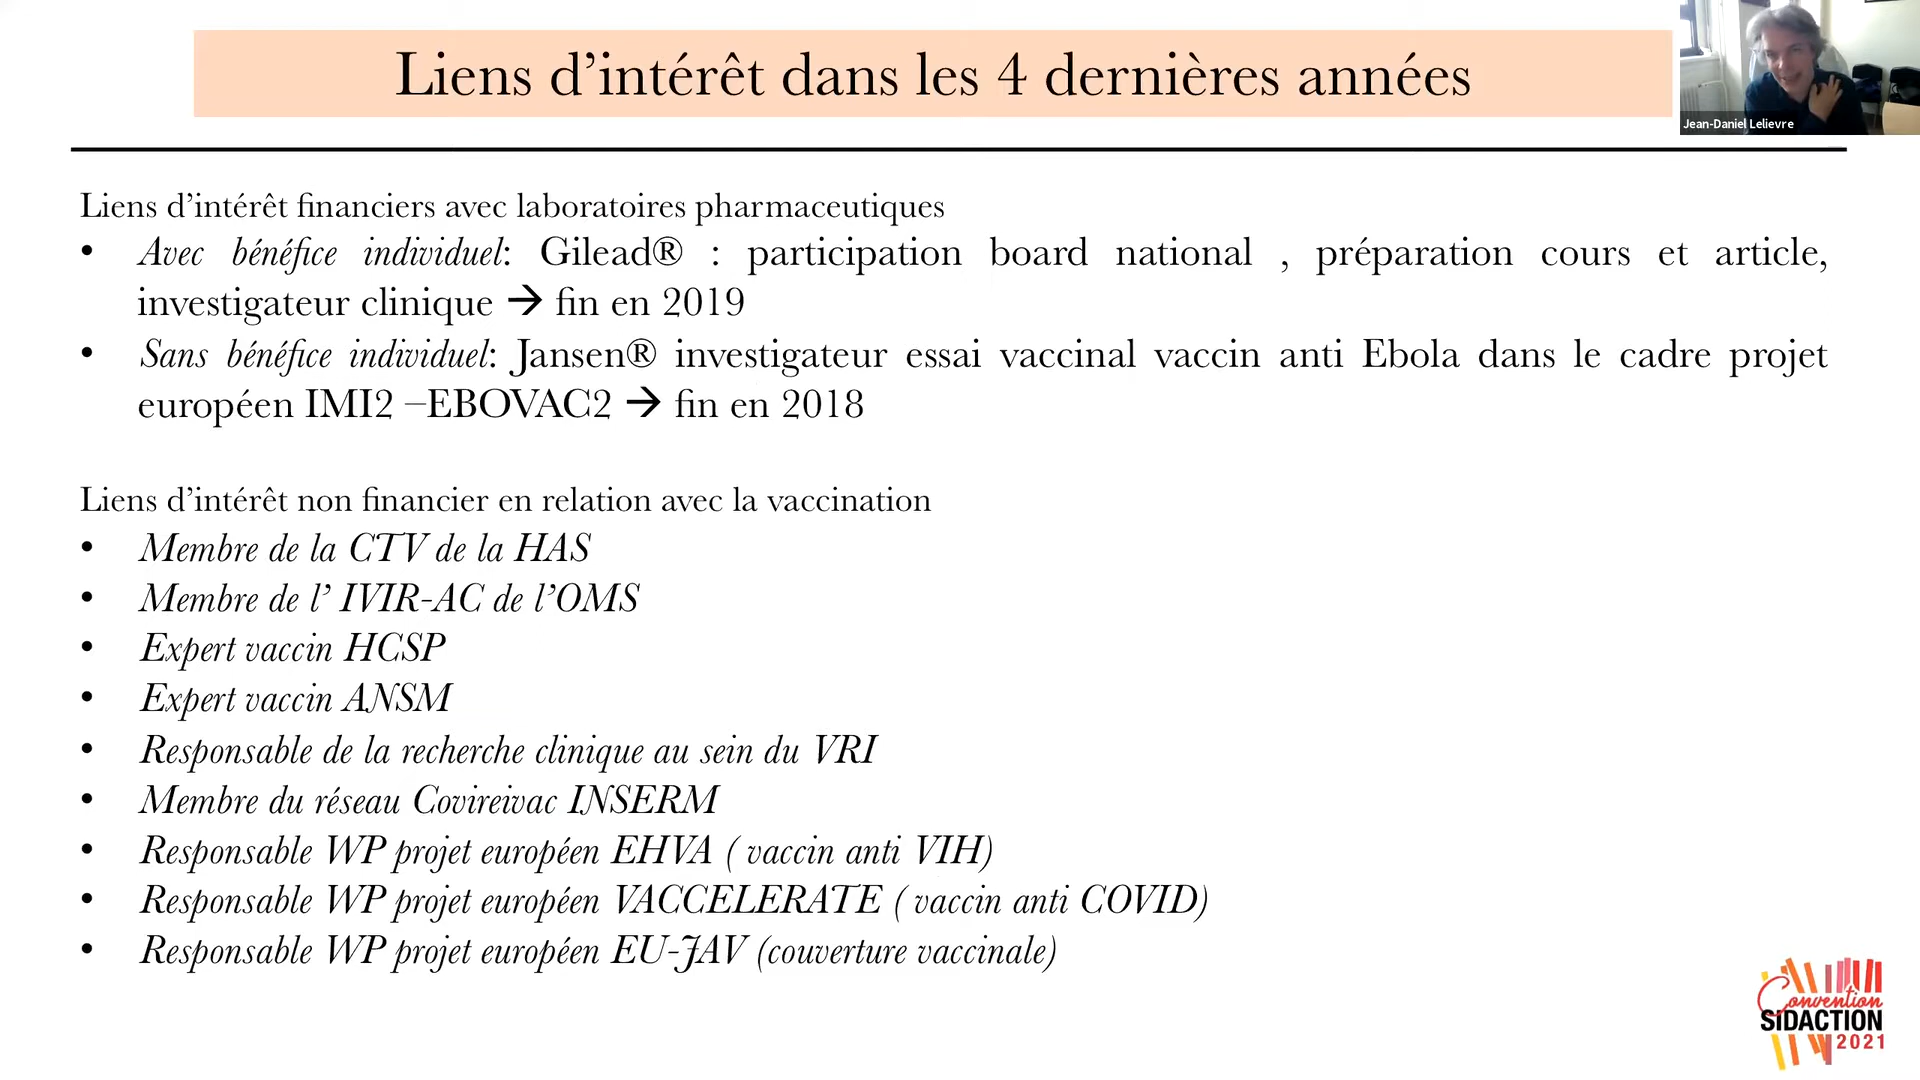 Liens d’intérêt dans les 4 dernières années
Jean-Daniel Lelievre
Liens d’intérêt financiers avec laboratoires pharmaceutiques
• Avec bénéfice individuel: Gilead® : participation board national , préparation cours et article,
investigateur clinique → fin en 2019
• Sans bénéfice individuel: Jansen® investigateur essai vaccinal vaccin anti Ebola dans le cadre projet
européen IMI2 –EBOVAC2 → fin en 2018
Liens d’intérêt non financier en relation avec la vaccination
• Membre de la CTV de la HAS
• Membre de l’ IVIR-AC de l’OMS
• Expert vaccin HCSP
• Expert vaccin ANSM
• Responsable de la recherche clinique au sein du VRI
• Membre du réseau Covireivac INSERM
• Responsable WP projet européen EHVA ( vaccin anti VIH)
• Responsable WP projet européen VACCELERATE ( vaccin anti COVID)
• Responsable WP projet européen EU-JAV (couverture vaccinale)
Convention
SIDACTION
2021